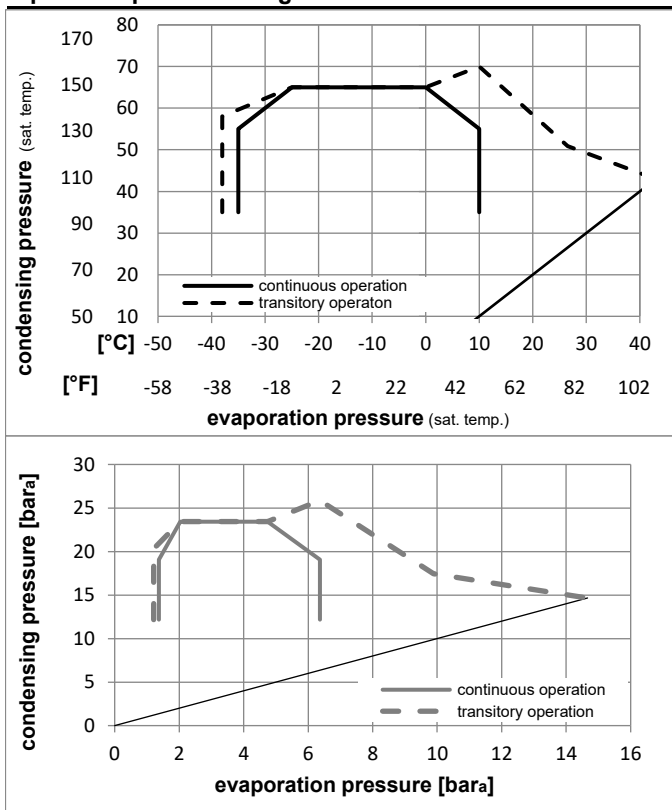 170
150
130
110
90
70
50
[°C]
[°F]
condensing pressure (sat. temp.)
80
70
60
50
40
30
20
10
continuous operation
transitory operaton
-50 -40 -30 -20 -10 0 10 20 30 40
-58 -38 -18 2 22 42 62 82 102
evaporation pressure (sat. temp.)
condensing pressure [bara]
30
25
20
15
10
5
0
continuous operation
transitory operation
0 2 4 6 8 10 12 14 16
evaporation pressure [bara]